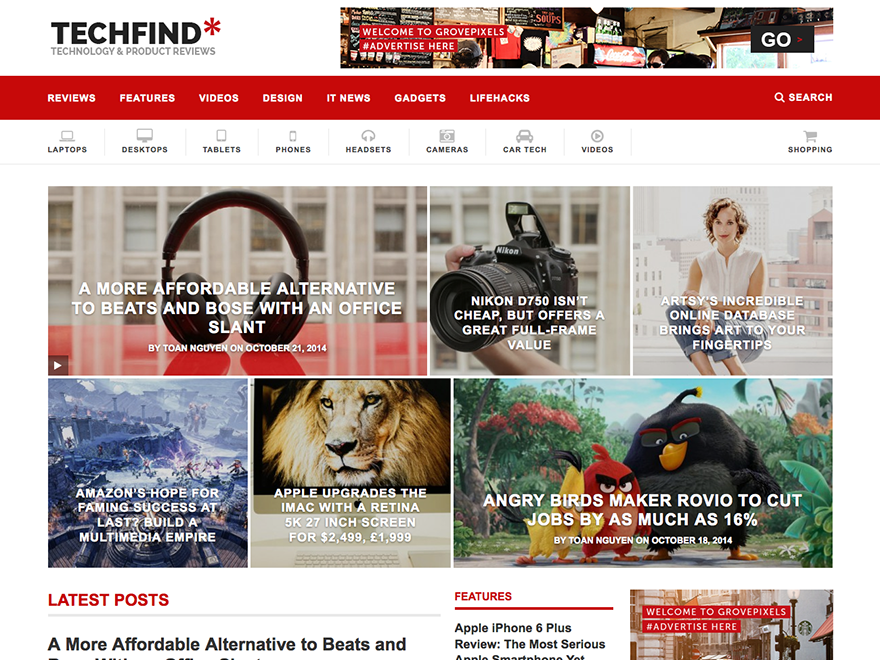 TECHFIND*
TECHNOLOGY & PRODUCT REVIEWS
SOUPS
WELCOME TO GROVEPIXELS
#ADVERTISE HERE
GO >
REVIEWS FEATURES VIDEOS DESIGN IT NEWS GADGETS LIFEHACKS SEARCH
LAPTOPS DESKTOPS TABLETS PHONES HEADSETS CAMERAS CAR TECH VIDEOS SHOPPING
A MORE AFFORDABLE ALTERNATIVE
TO BEATS AND BOSE WITH AN OFFICE
SLANT
BY TOAN NGUYEN ON OCTOBER 21, 2014
Nikon
NIKON D750 ISN'T
CHEAP, BUT OFFERS A
GREAT FULL-FRAME
VALUE
ARTSY'S INCREDIBLE
ONLINE DATABASE
BRINGS ART TO YOUR
FINGERTIPS
AMAZON'S HOPE FOR
FAMING SUCCESS AT
LAST? BUILD A
MULTIMEDIA EMPIRE
APPLE UPGRADES THE
IMAC WITH A RETINA
5K 27 INCH SCREEN
FOR $2,499, £1,999
ANGRY BIRDS MAKER ROVIO TO CUT
JOBS BY AS MUCH AS 16%
BY TOAN NGUYEN ON OCTOBER 18, 2014
LATEST POSTS
A More Affordable Alternative to Beats and
FEATURES
Apple iPhone 6 Plus
Review: The Most Serious
Apple Smartphone Yet
WELCOME TO GROVEPIXELS
#ADVERTISE HERE